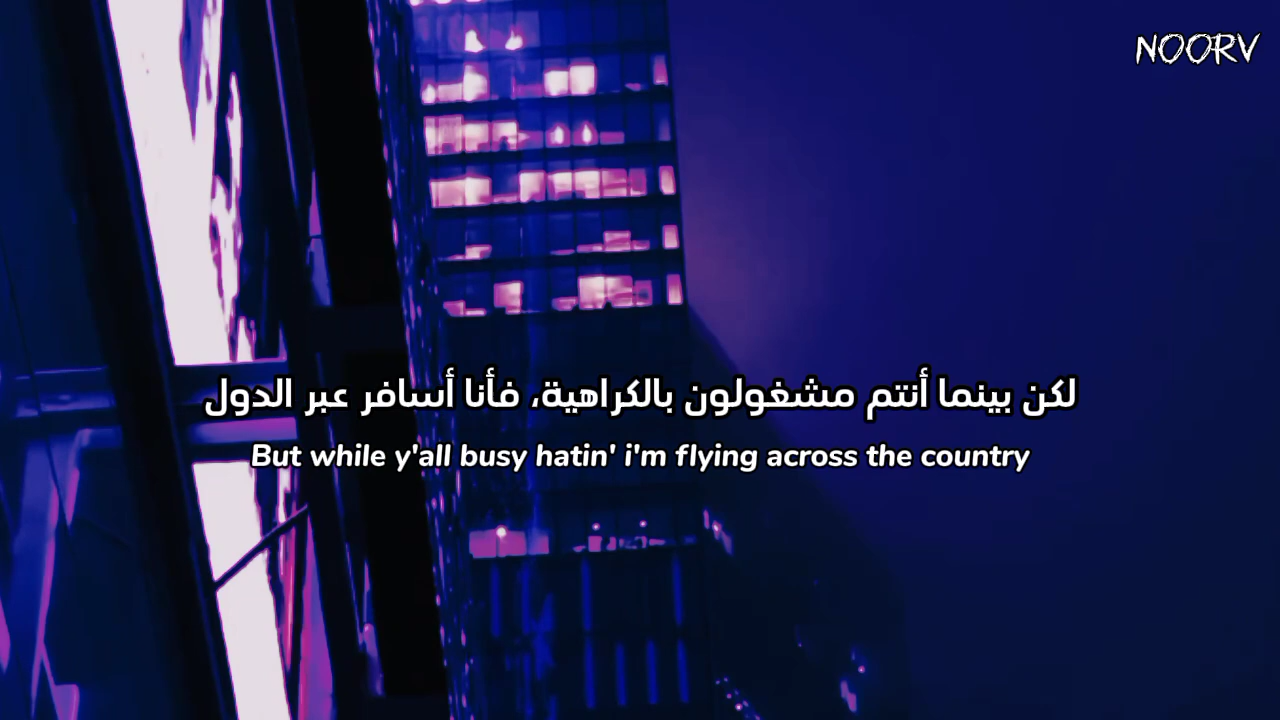 NOORV
لكن بينما أنتم مشغولون بالكراهية، فأنا أسافر عبر الدول
But while y'all busy hatin' i'm flying across the country